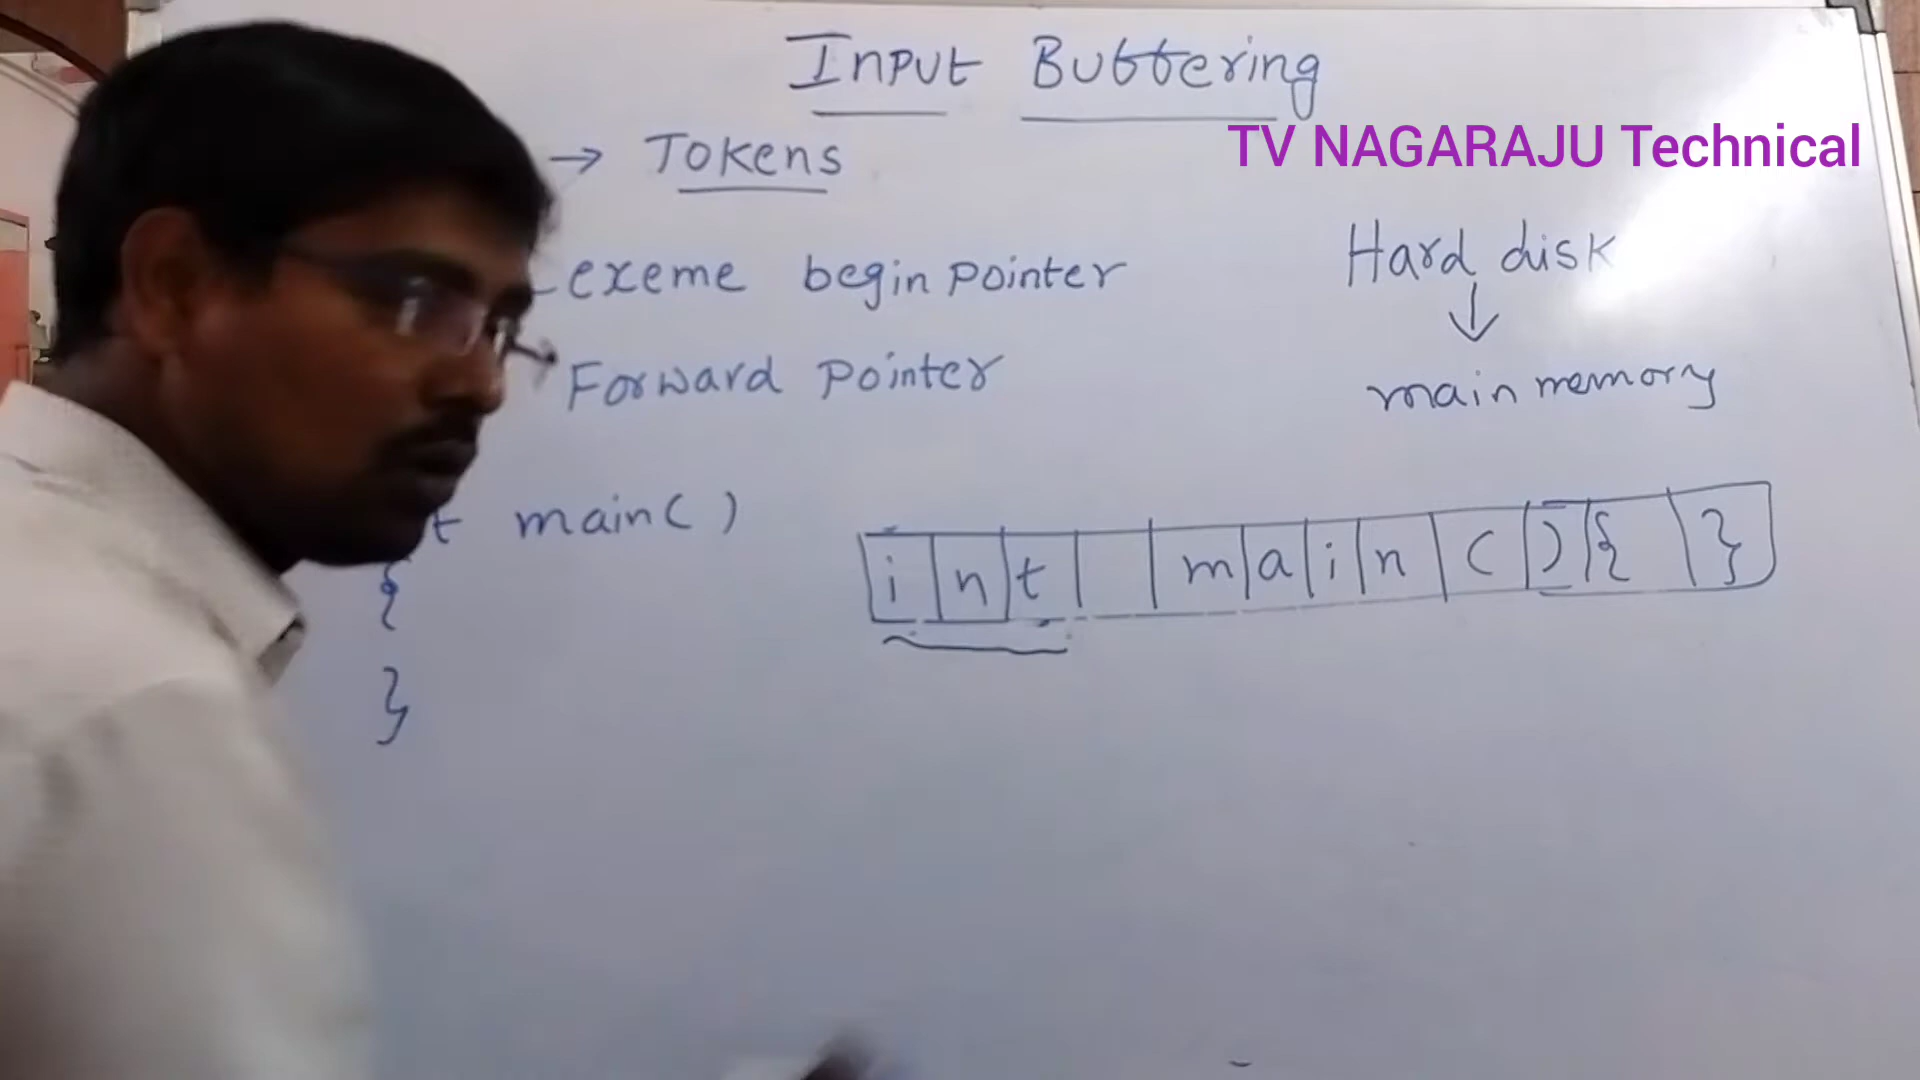 Input Buffering
TV NAGARAJU Technical
→ Tokens
Hard disk
↓
main memory
exeme begin pointer
Forward pointer
t main( )
{
}
i n t m a i n ( ) { }